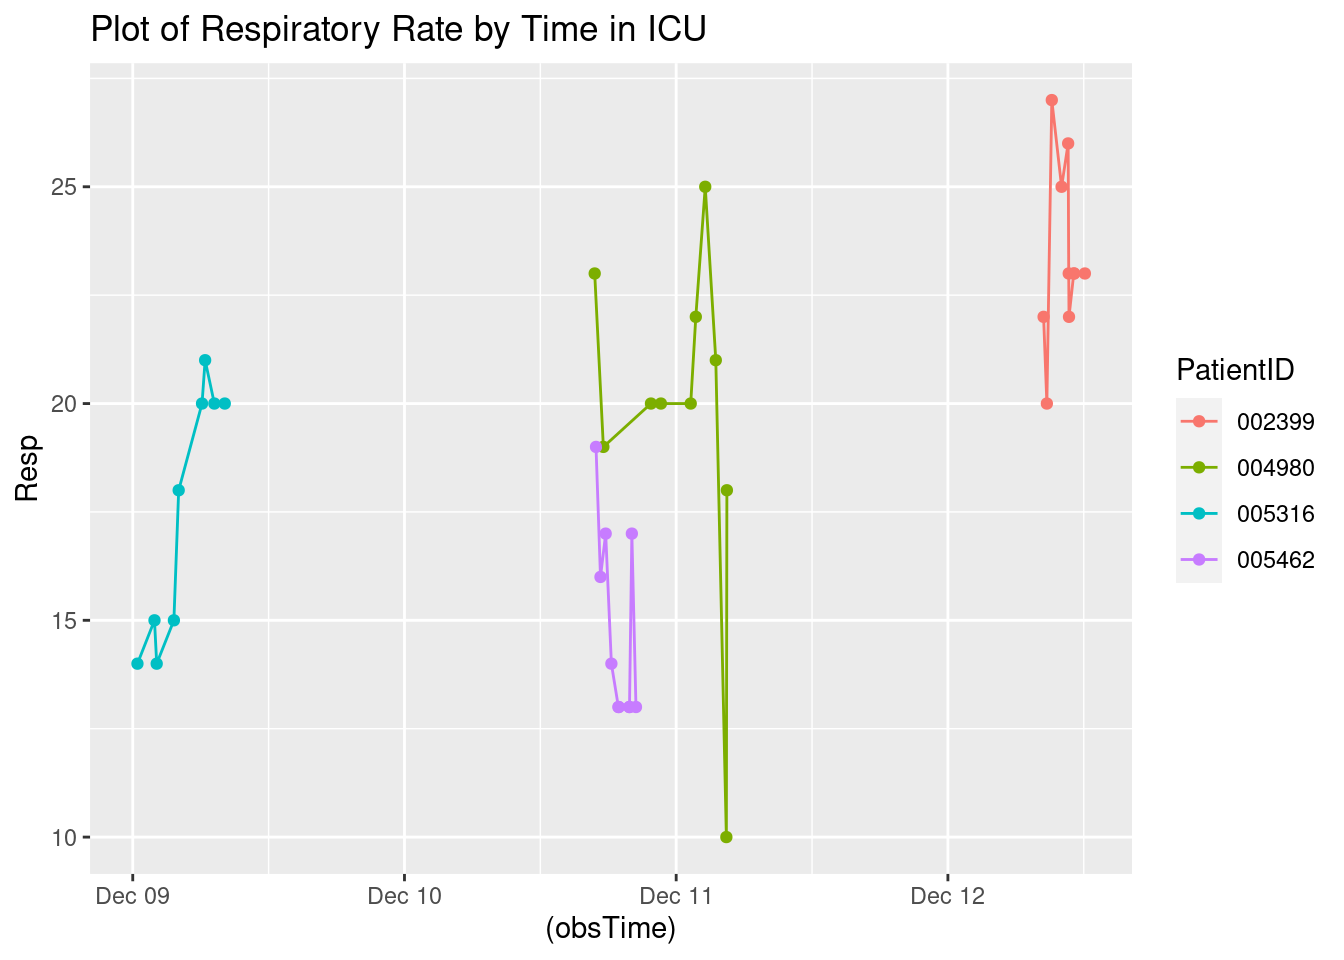 Plot of Respiratory Rate by Time in ICU
Resp
25
20
15
10
Dec 09 Dec 10 Dec 11 Dec 12
(obsTime)
PatientID
002399
004980
005316
005462